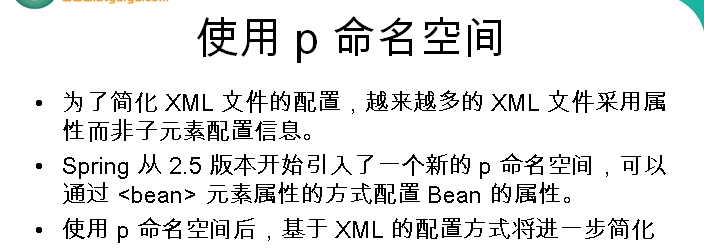 使用 p 命名空间
• 为了简化 XML 文件的配置，越来越多的 XML 文件采用属
性而非子元素配置信息。
• Spring 从 2.5 版本开始引入了一个新的 p 命名空间，可以
通过 <bean> 元素属性的方式配置 Bean 的属性。
• 使用 p 命名空间后，基于 XML 的配置方式将进一步简化